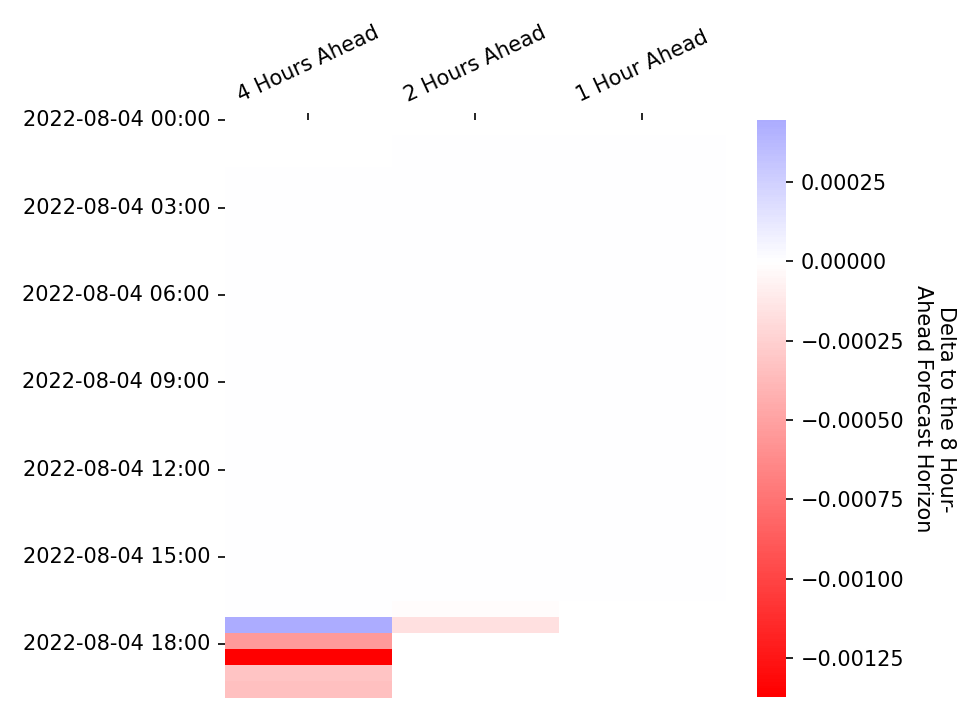 4 Hours Ahead
2 Hours Ahead
1 Hour Ahead
2022-08-04 00:00
2022-08-04 03:00
2022-08-04 06:00
2022-08-04 09:00
2022-08-04 12:00
2022-08-04 15:00
2022-08-04 18:00
0.00025
0.00000
−0.00025
−0.00050
−0.00075
−0.00100
−0.00125
Delta to the 8 Hour-
Ahead Forecast Horizon